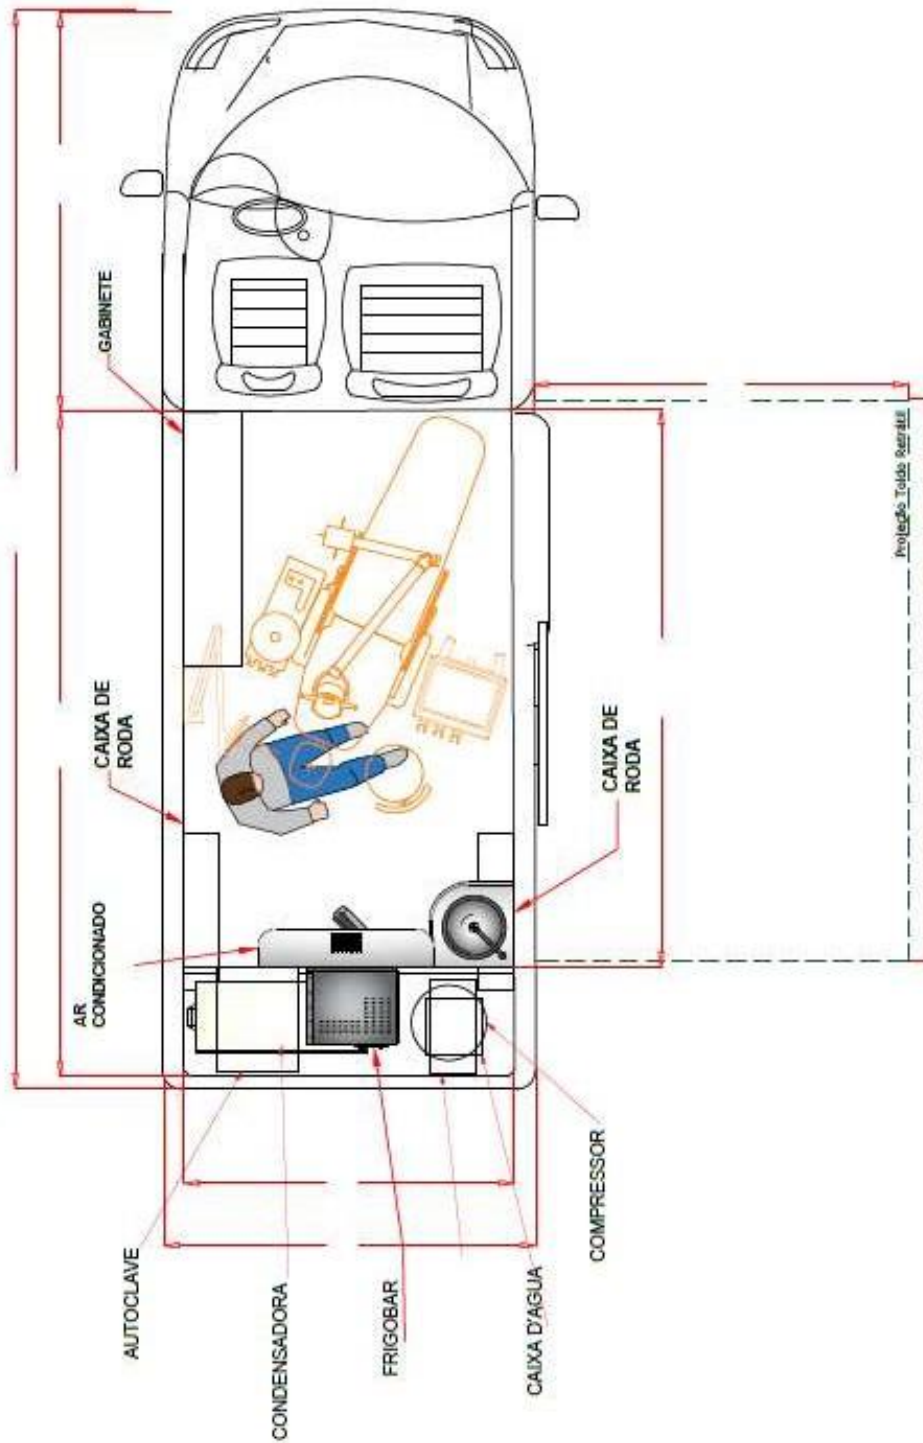 GABINETE
CAIXA DE
RODA
AR
CONDICIONADO
CAIXA DE
RODA
Projeção Toldo Retrátil
AUTOCLAVE
CONDENSADORA
FRIGOBAR
CAIXA D'AGUA
COMPRESSOR